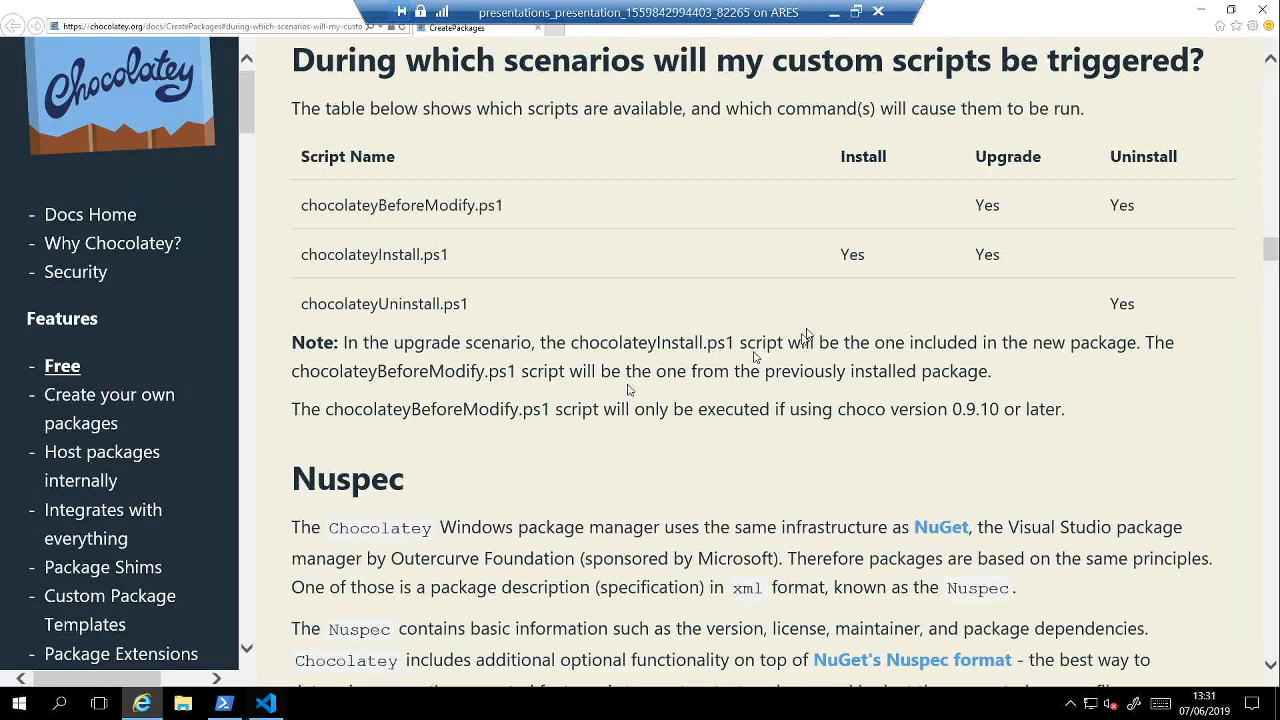 presentations_presentation_1559842994403_82265 on ARES
https://chocolatey.org/docs/CreatePackages#during-which-scenarios-will-my-custo
CreatePackages
Chocolatey
- Docs Home
- Why Chocolatey?
- Security
Features
- Free
- Create your own
packages
- Host packages
internally
- Integrates with
everything
- Package Shims
- Custom Package
Templates
- Package Extensions
During which scenarios will my custom scripts be triggered?
The table below shows which scripts are available, and which command(s) will cause them to be run.
Script Name Install Upgrade Uninstall
chocolateyBeforeModify.ps1 Yes Yes
chocolateyInstall.ps1 Yes Yes
chocolateyUninstall.ps1 Yes
Note: In the upgrade scenario, the chocolateyInstall.ps1 script will be the one included in the new package. The
chocolateyBeforeModify.ps1 script will be the one from the previously installed package.
The chocolateyBeforeModify.ps1 script will only be executed if using choco version 0.9.10 or later.
Nuspec
The Chocolatey Windows package manager uses the same infrastructure as NuGet, the Visual Studio package
manager by Outercurve Foundation (sponsored by Microsoft). Therefore packages are based on the same principles.
One of those is a package description (specification) in xml format, known as the Nuspec.
The Nuspec contains basic information such as the version, license, maintainer, and package dependencies.
Chocolatey includes additional optional functionality on top of NuGet's Nuspec format - the best way to
13:31
07/06/2019